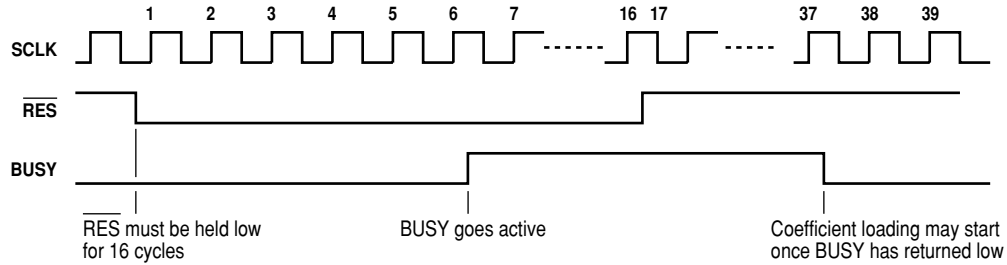 1 2 3 4 5 6 7 16 17 37 38 39
SCLK
RES
BUSY
RES must be held low
for 16 cycles
BUSY goes active
Coefficient loading may start
once BUSY has returned low